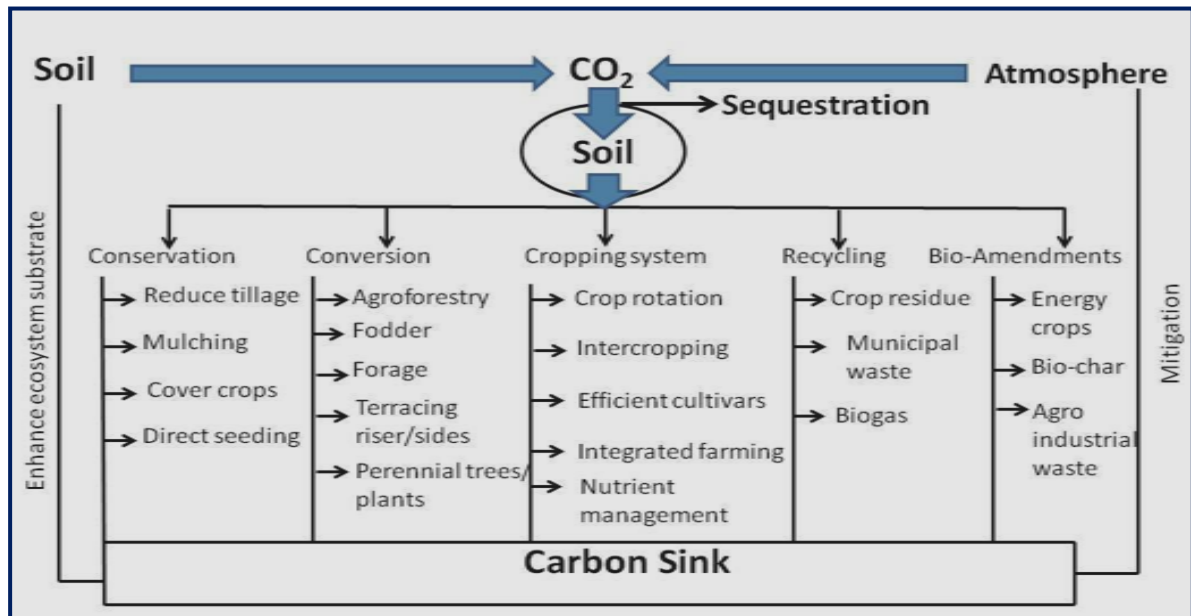 Soil
CO₂
Atmosphere
Sequestration
Soil
Enhance ecosystem substrate
Conservation
Reduce tillage
Mulching
Cover crops
Direct seeding
Conversion
Agroforestry
Fodder
Forage
Terracing
riser/sides
Perennial trees/
plants
Cropping system
Crop rotation
Intercropping
Efficient cultivars
Integrated farming
Nutrient
management
Recycling
Crop residue
Municipal
waste
Biogas
Bio-Amendments
Energy
crops
Bio-char
Agro
industrial
waste
Mitigation
Carbon Sink